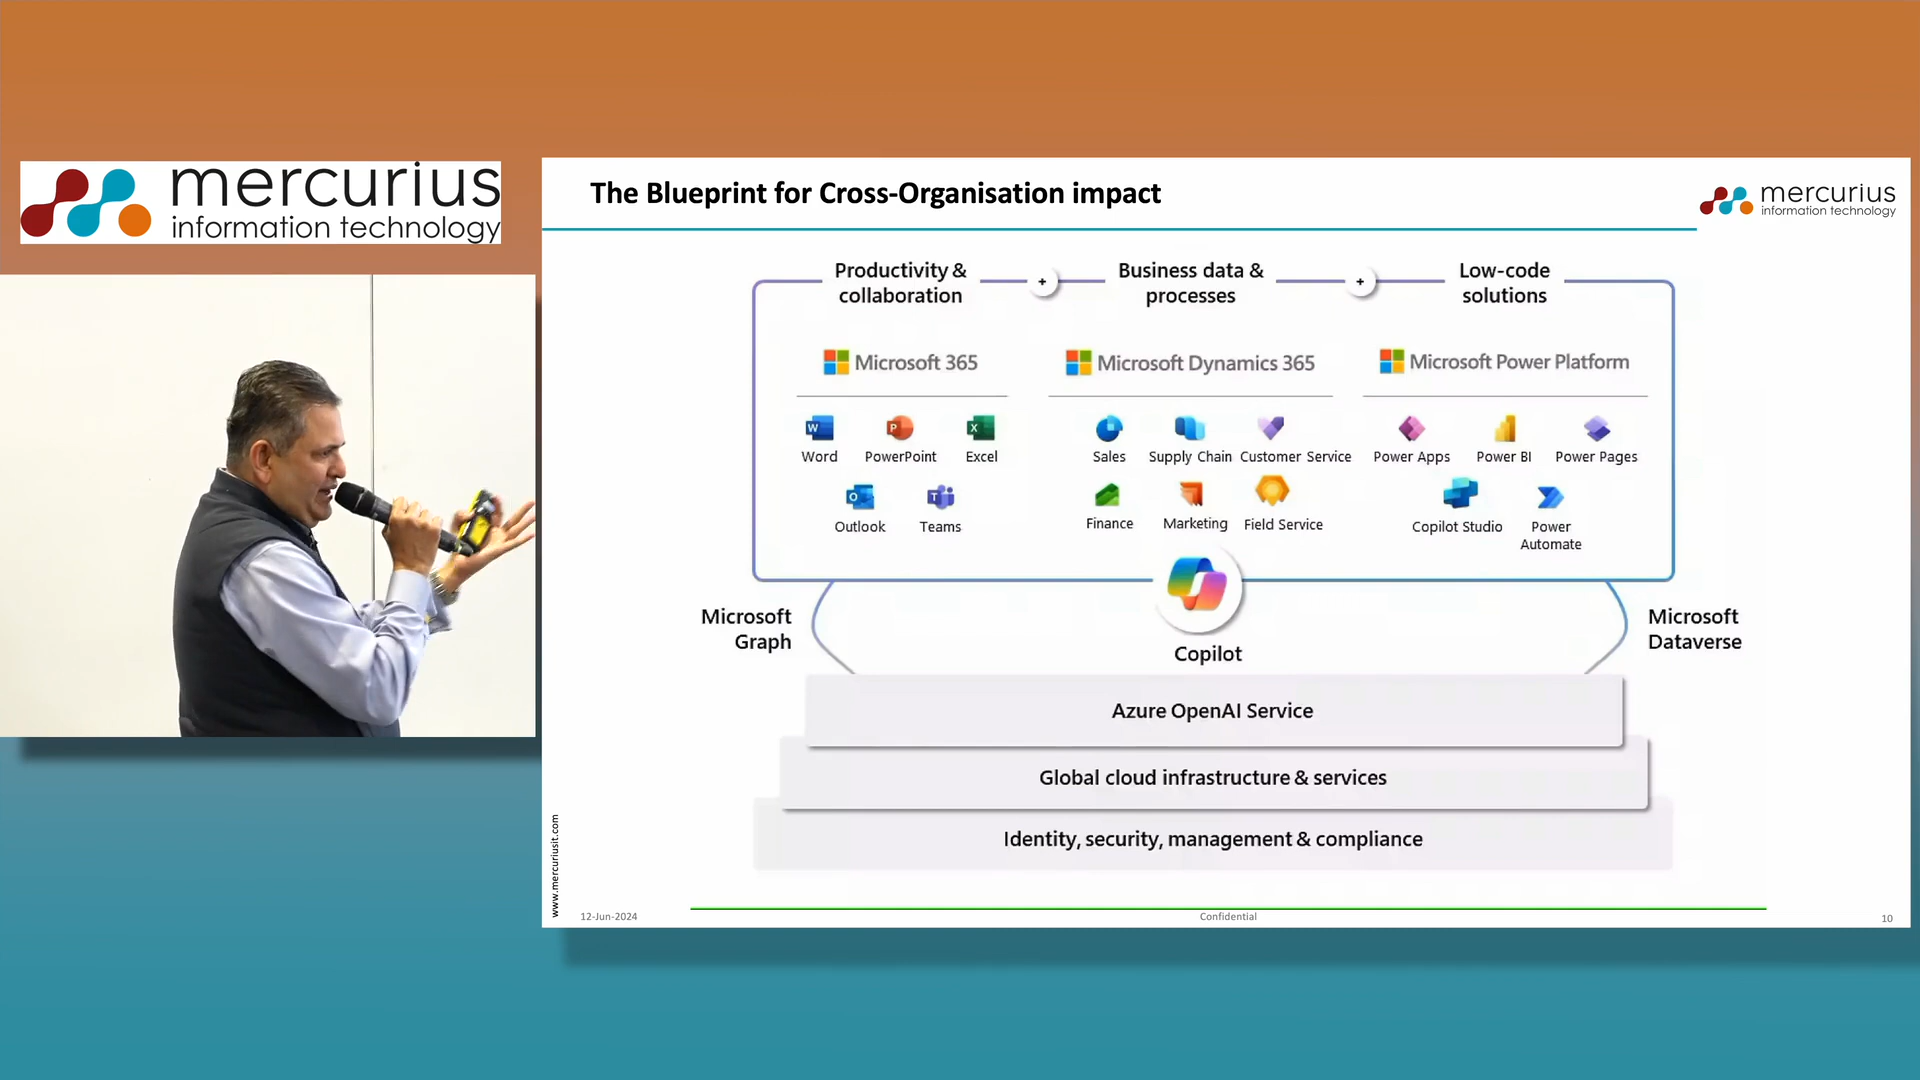 mercurius
information technology
The Blueprint for Cross-Organisation impact
mercurius
information technology
Productivity &
collaboration
+
Business data &
processes
+
Low-code
solutions
Microsoft 365
Microsoft Dynamics 365
Microsoft Power Platform
Word
PowerPoint
Excel
Outlook
Teams
Sales
Supply Chain
Customer Service
Finance
Marketing
Field Service
Power Apps
Power BI
Power Pages
Copilot Studio
Power
Automate
Microsoft
Graph
Copilot
Microsoft
Dataverse
Azure OpenAI Service
Global cloud infrastructure & services
Identity, security, management & compliance
www.mercuriusit.com
12-Jun-2024
Confidential
10